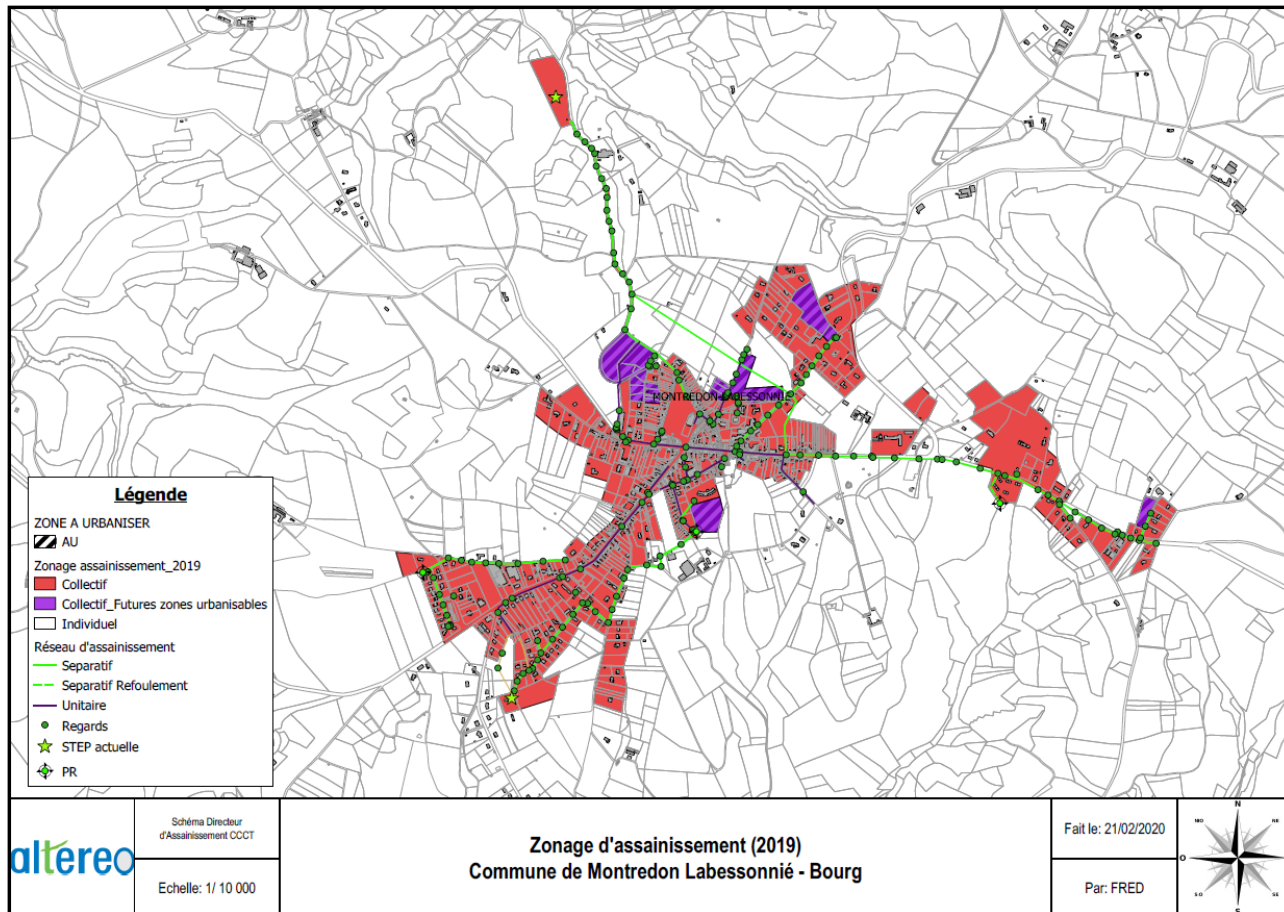 MONTREDON-LABESSONNIE
Légende
ZONE A URBANISER
AU
Zonage assainissement_2019
Collectif
Collectif_Futures zones urbanisables
Individuel
Réseau d'assainissement
Separatif
Separatif Refoulement
Unitaire
Regards
STEP actuelle
PR
altereo
Schéma Directeur
d'Assainissement CCCT
Echelle: 1/ 10 000
Zonage d'assainissement (2019)
Commune de Montredon Labessonnié - Bourg
Fait le: 21/02/2020
Par: FRED
N
NO
NE
O
E
SO
SE
S